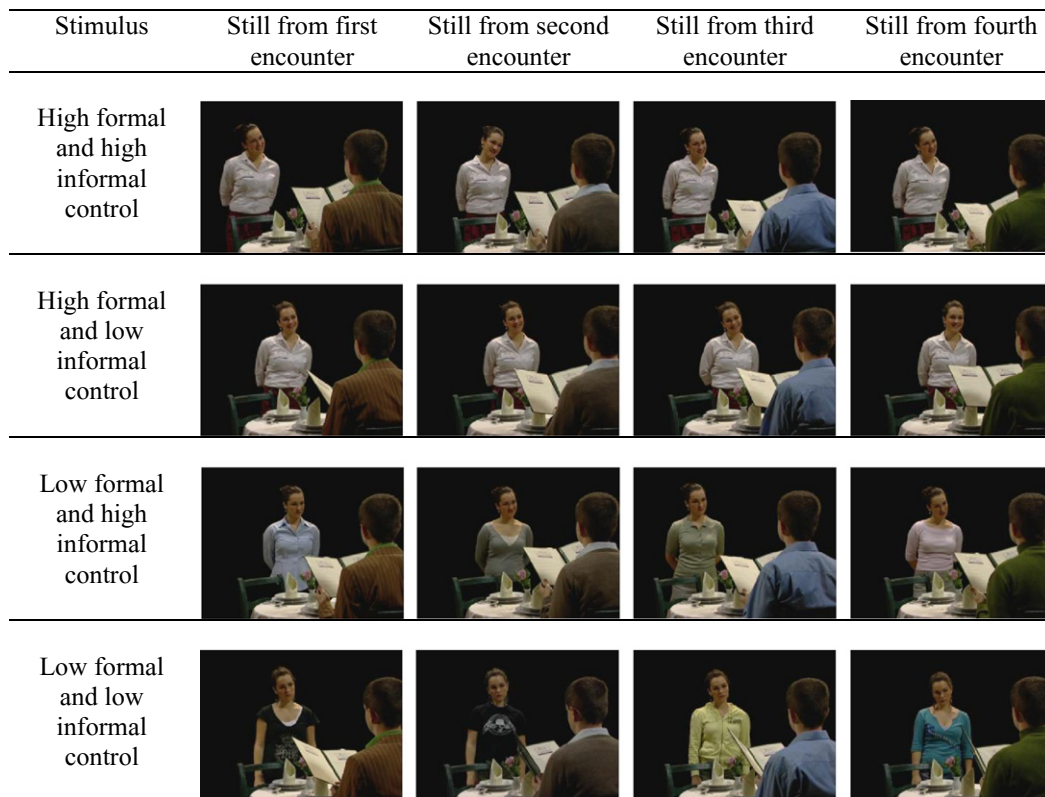 Stimulus
Still from first
encounter
Still from second
encounter
Still from third
encounter
Still from fourth
encounter
High formal
and high
informal
control
High formal
and low
informal
control
Low formal
and high
informal
control
Low formal
and low
informal
control